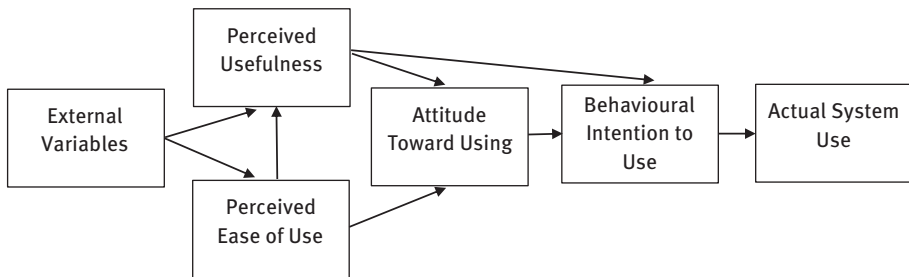 Perceived
Usefulness
External
Variables
Attitude
Toward Using
Behavioural
Intention to
Use
Actual System
Use
Perceived
Ease of Use